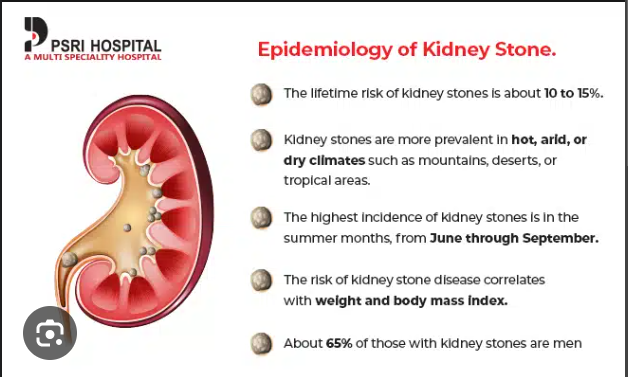 PSRI HOSPITAL
A MULTI SPECIALITY HOSPITAL
Epidemiology of Kidney Stone.
The lifetime risk of kidney stones is about 10 to 15%.
Kidney stones are more prevalent in hot, arid, or
dry climates such as mountains, deserts, or
tropical areas.
The highest incidence of kidney stones is in the
summer months, from June through September.
The risk of kidney stone disease correlates
with weight and body mass index.
About 65% of those with kidney stones are men